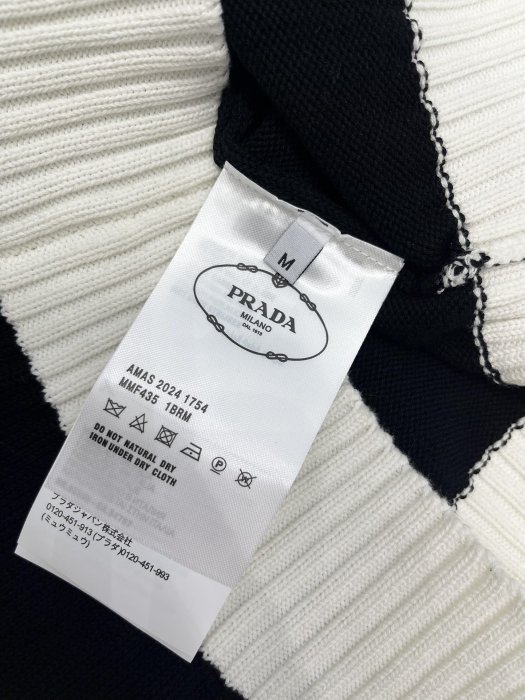 M
PRADA
MILANO
DAL 1913
AMAS 2024 1754
MMF435 1BRM
DO NOT NATURAL DRY
IRON UNDER DRY CLOTH
プラダジャパン株式会社
0120-451-913 (プラダ)0120-451-993
(ミュウミュウ)